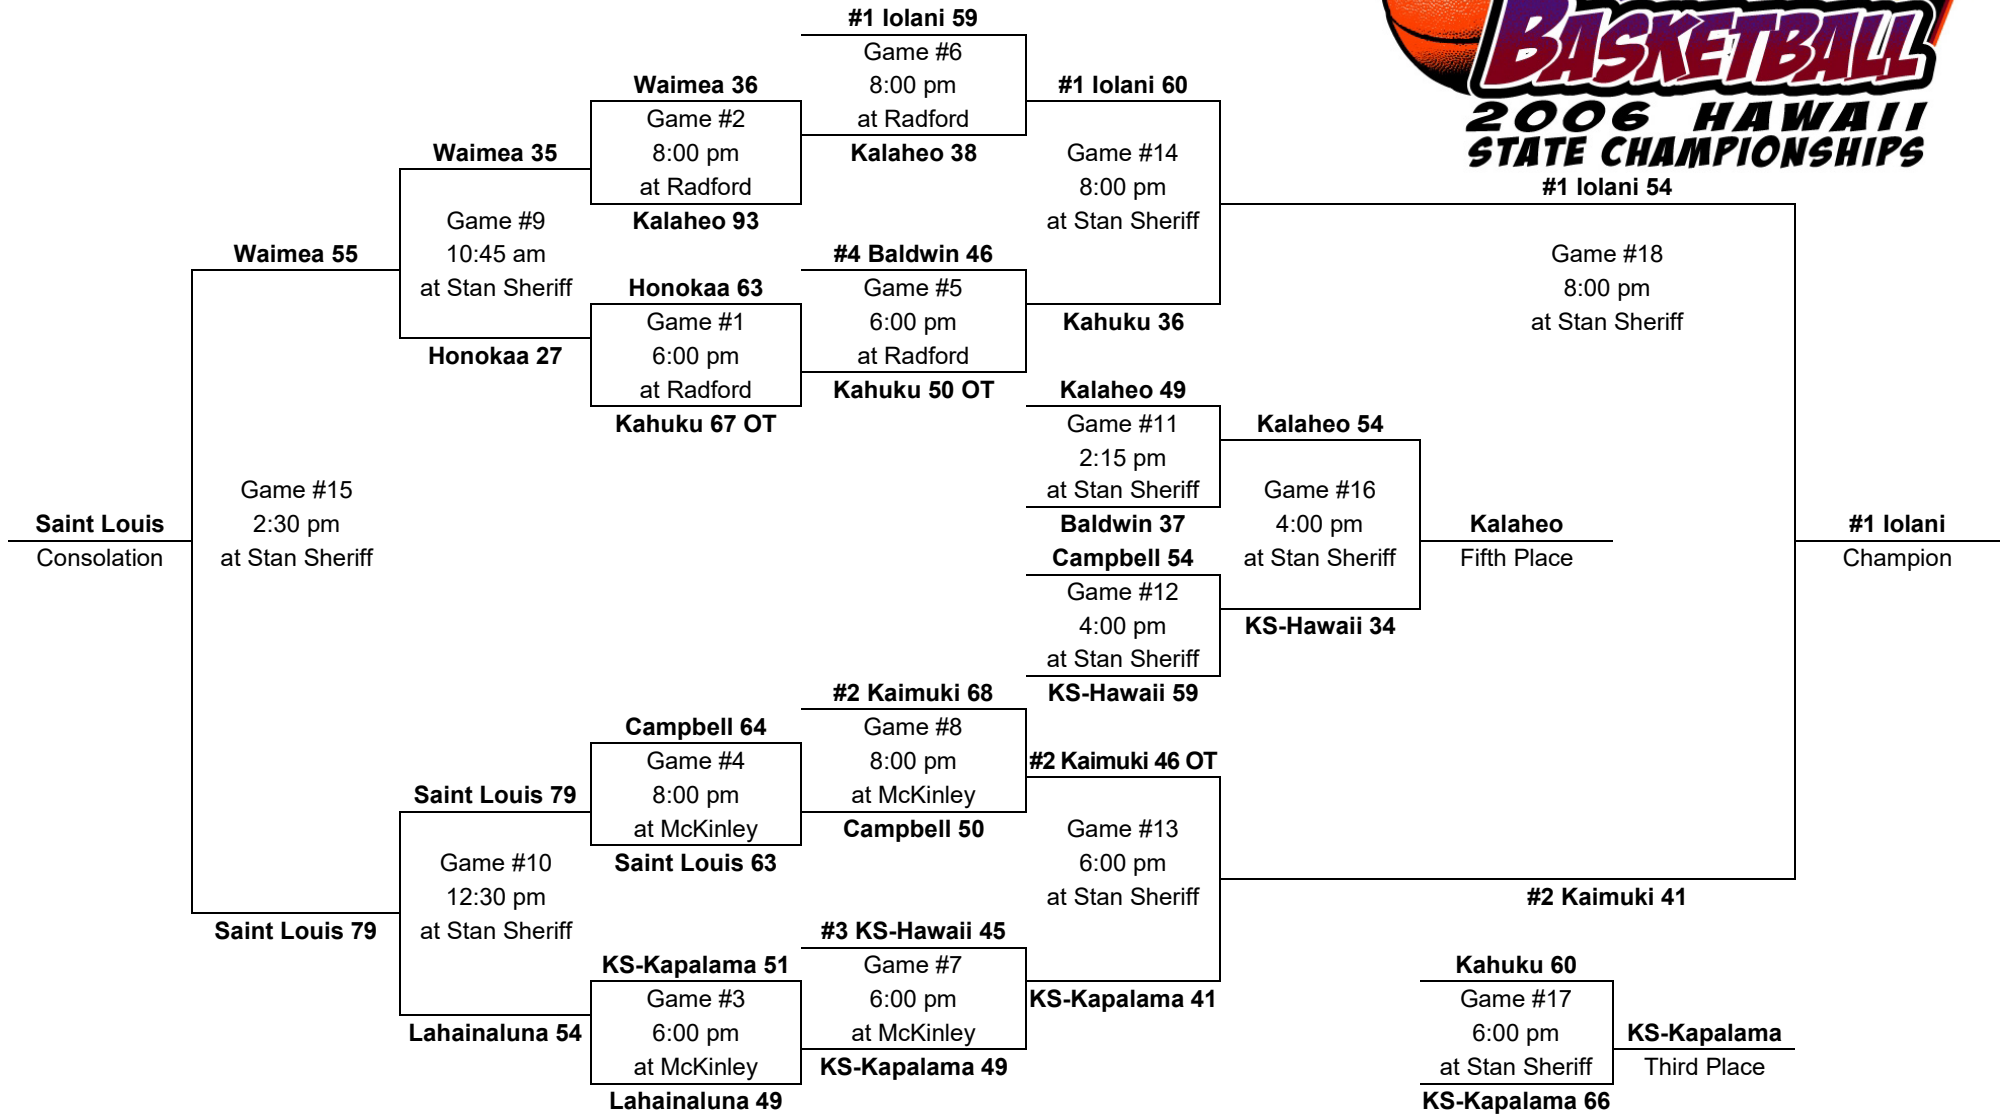 BASKETBALL
2006 HAWAII
STATE CHAMPIONSHIPS
Saint Louis
Consolation
Waimea 55
Game #15
2:30 pm
at Stan Sheriff
Saint Louis 79
Waimea 35
Game #9
10:45 am
at Stan Sheriff
Honokaa 27
Saint Louis 79
Game #10
12:30 pm
at Stan Sheriff
Lahainaluna 54
Waimea 36
Game #2
8:00 pm
at Radford
Kalaheo 93
Honokaa 63
Game #1
6:00 pm
at Radford
Kahuku 67 OT
Campbell 64
Game #4
8:00 pm
at McKinley
Saint Louis 63
KS-Kapalama 51
Game #3
6:00 pm
at McKinley
Lahainaluna 49
#1 Iolani 59
Game #6
8:00 pm
at Radford
Kalaheo 38
#4 Baldwin 46
Game #5
6:00 pm
at Radford
Kahuku 50 OT
#2 Kaimuki 68
Game #8
8:00 pm
at McKinley
Campbell 50
#3 KS-Hawaii 45
Game #7
6:00 pm
at McKinley
KS-Kapalama 49
#1 Iolani 60
Game #14
8:00 pm
at Stan Sheriff
Kahuku 36
Kalaheo 49
Game #11
2:15 pm
at Stan Sheriff
Baldwin 37
Campbell 54
Game #12
4:00 pm
at Stan Sheriff
KS-Hawaii 59
#2 Kaimuki 46 OT
Game #13
6:00 pm
at Stan Sheriff
KS-Kapalama 41
Kalaheo 54
Game #16
4:00 pm
at Stan Sheriff
KS-Hawaii 34
Kalaheo
Fifth Place
#1 Iolani 54
Game #18
8:00 pm
at Stan Sheriff
#2 Kaimuki 41
Kahuku 60
Game #17
6:00 pm
at Stan Sheriff
KS-Kapalama 66
KS-Kapalama
Third Place
#1 Iolani
Champion